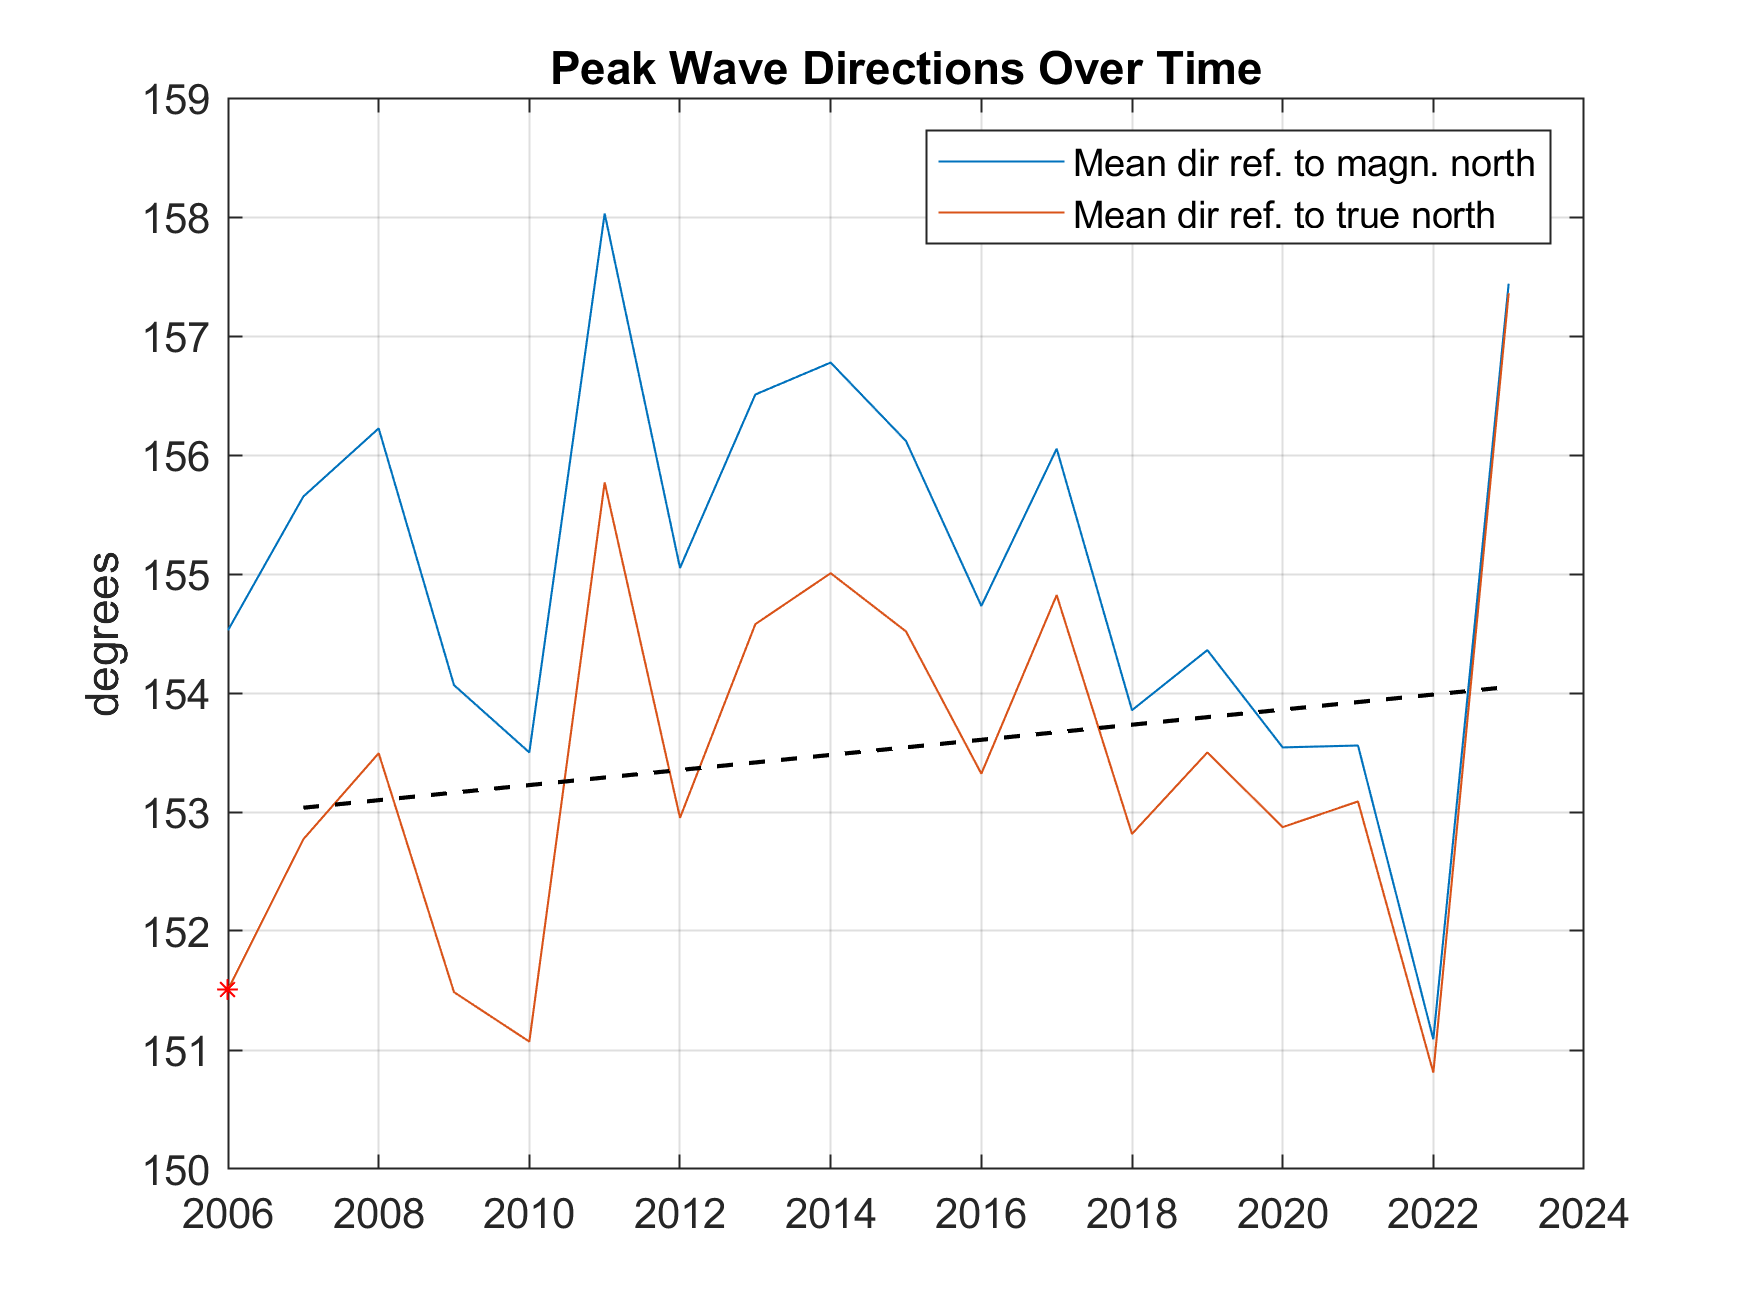 Peak Wave Directions Over Time
159
158
157
156
155
154
153
152
151
150
degrees
Mean dir ref. to magn. north
Mean dir ref. to true north
2006 2008 2010 2012 2014 2016 2018 2020 2022 2024